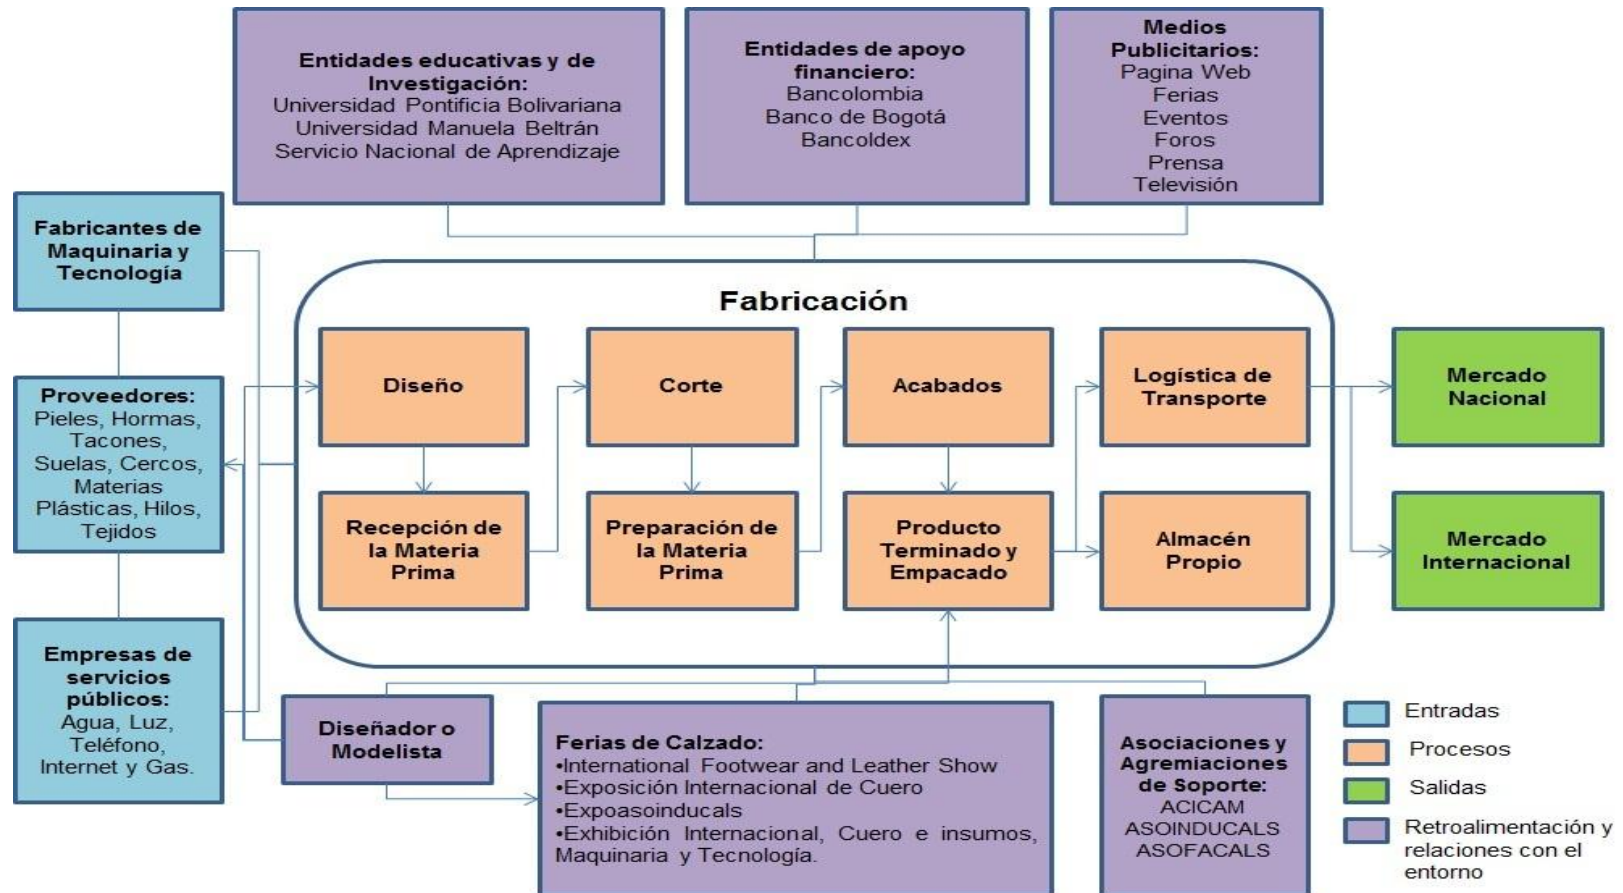 Entidades educativas y de
Investigación:
Universidad Pontificia Bolivariana
Universidad Manuela Beltrán
Servicio Nacional de Aprendizaje
Entidades de apoyo
financiero:
Bancolombia
Banco de Bogotá
Bancoldex
Medios
Publicitarios:
Pagina Web
Ferias
Eventos
Foros
Prensa
Televisión
Fabricantes de
Maquinaria y
Tecnología
Proveedores:
Pieles, Hormas,
Tacones,
Suelas, Cercos,
Materias
Plásticas, Hilos,
Tejidos
Empresas de
servicios
públicos:
Agua, Luz,
Teléfono,
Internet y Gas.
Fabricación
Diseño
Corte
Acabados
Logística de
Transporte
Recepción de
la Materia
Prima
Preparación de
la Materia
Prima
Producto
Terminado y
Empacado
Almacén
Propio
Mercado
Nacional
Mercado
Internacional
Diseñador o
Modelista
Ferias de Calzado:
•International Footwear and Leather Show
•Exposición Internacional de Cuero
•Expoasoinducals
•Exhibición Internacional, Cuero e insumos,
Maquinaria y Tecnología.
Asociaciones y
Agremiaciones
de Soporte:
ACICAM
ASOINDUCALS
ASOFACALS
Entradas
Procesos
Salidas
Retroalimentación y
relaciones con el
entorno